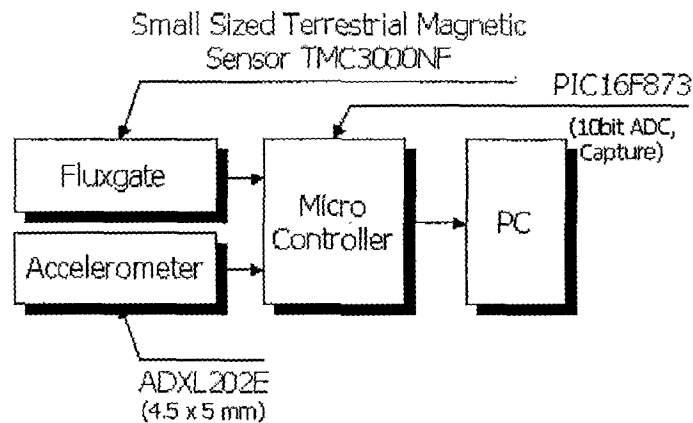 Small Sized Terrestrial Magnetic
Sensor TMC3000NF
PIC16F873
(10bit ADC,
Capture)
Fluxgate
Micro
Controller
PC
Accelerometer
ADXL202E
(4.5 x 5 mm)